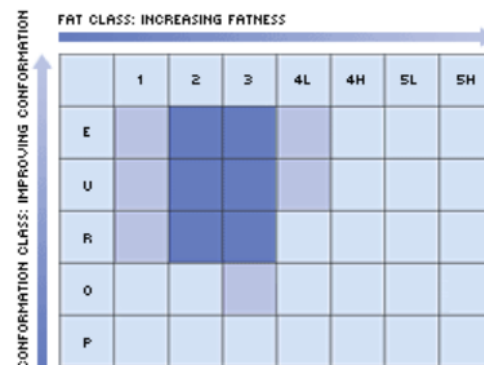 FAT CLASS: INCREASING FATNESS
CONFORMATION CLASS: IMPROVING CONFORMATION
1 2 3 4L 4H 5L 5H
E
U
R
O
P